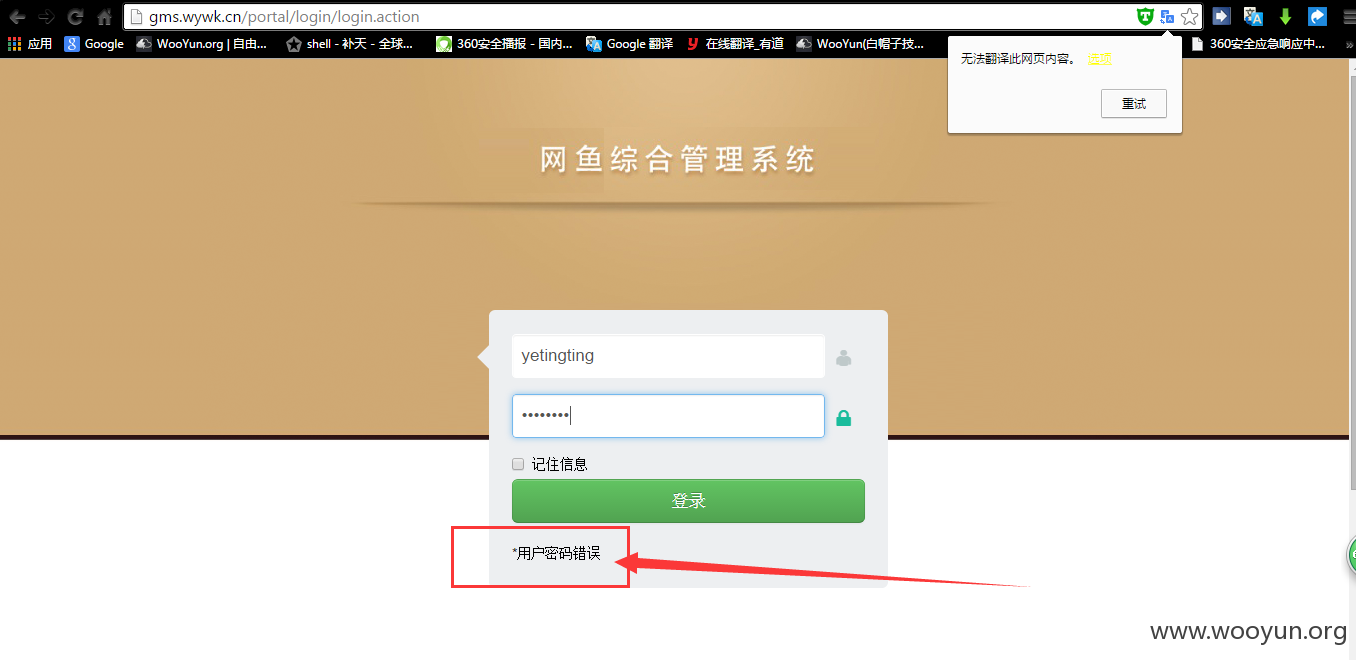 gms.wywk.cn/portal/login/login.action
应用 Google WooYun.org | 自由... shell - 补天 - 全球... 360安全播报 - 国内... Google 翻译 在线翻译_有道 WooYun(白帽子技... 360安全应急响应中... »
无法翻译此网页内容。 选项
重试
网鱼综合管理系统
yetingting
••••••••
记住信息
登录
*用户密码错误
www.wooyun.org